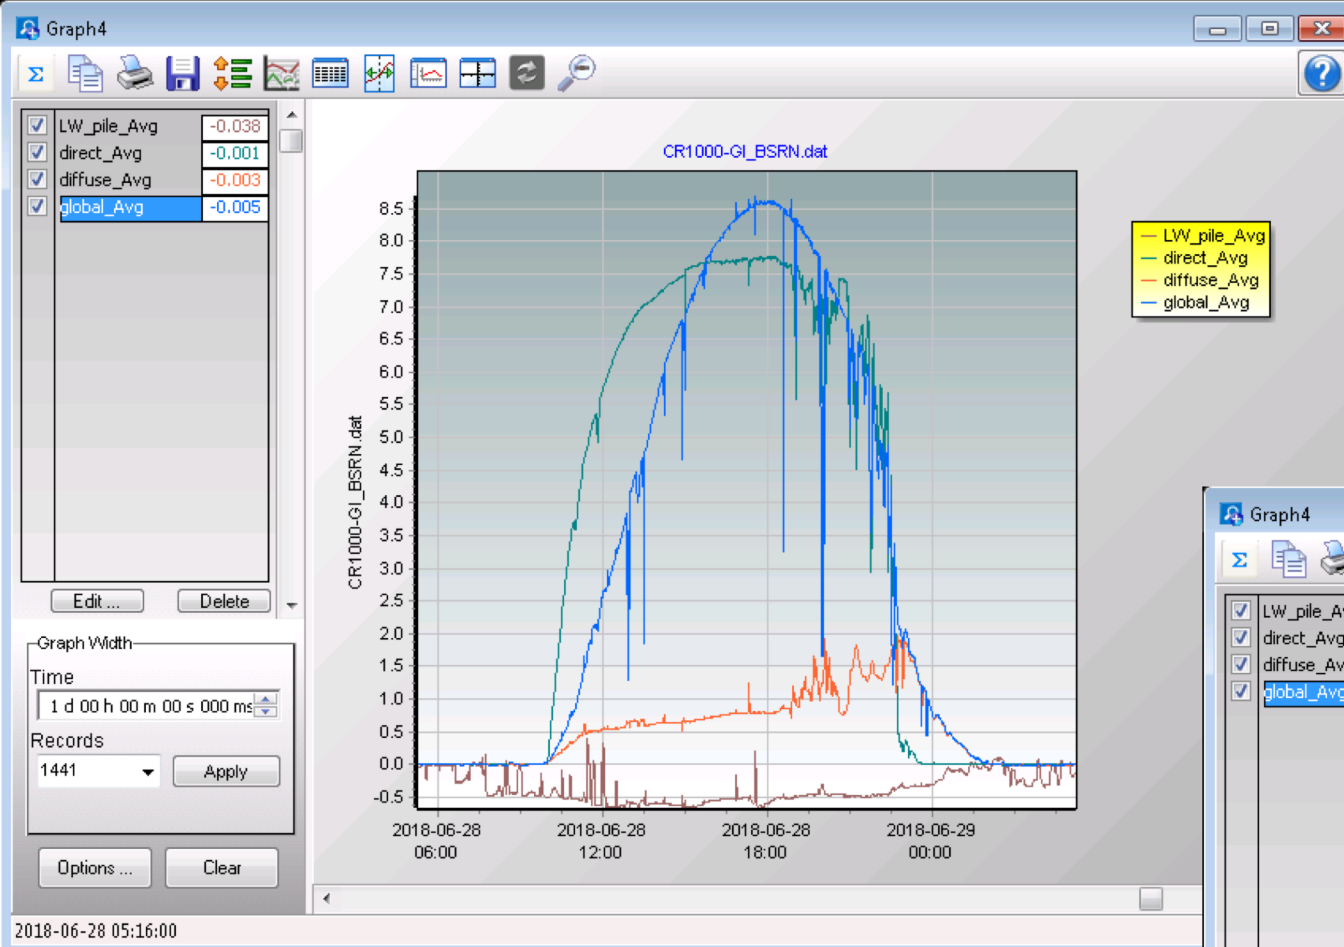 Graph4
LW_pile_Avg -0.038
direct_Avg -0.001
diffuse_Avg -0.003
global_Avg -0.005
Edit ... Delete
Graph Width
Time
1 d 00 h 00 m 00 s 000 ms
Records
1441 Apply
Options ... Clear
CR1000-GI_BSRN.dat
CR1000-GI_BSRN.dat
8.5
8.0
7.5
7.0
6.5
6.0
5.5
5.0
4.5
4.0
3.5
3.0
2.5
2.0
1.5
1.0
0.5
0.0
-0.5
2018-06-28 2018-06-28 2018-06-28 2018-06-29
06:00 12:00 18:00 00:00
LW_pile_Avg
direct_Avg
diffuse_Avg
global_Avg
Graph4
LW_pile_A
direct_Avg
diffuse_Av
global_Avg
2018-06-28 05:16:00